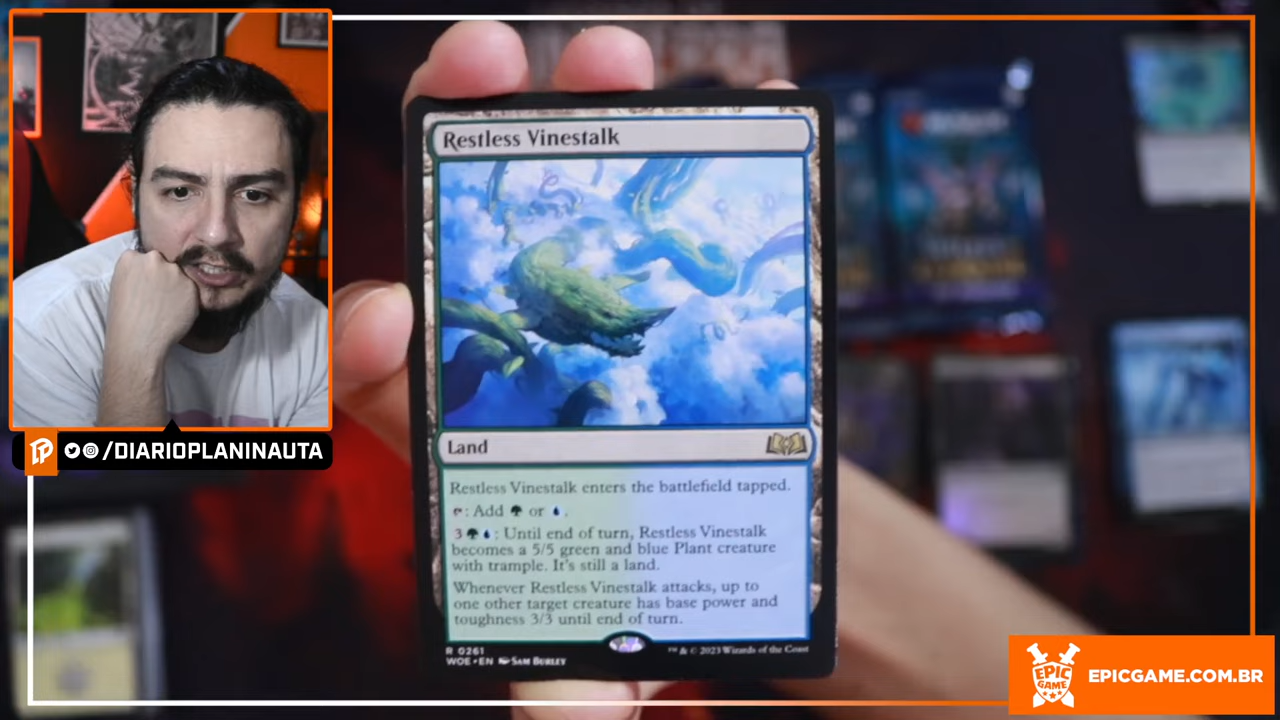 Restless Vinestalk
Land
Restless Vinestalk enters the battlefield tapped.
: Add or .
3 : Until end of turn, Restless Vinestalk
becomes a 5/5 green and blue Plant creature
with trample. It's still a land.
Whenever Restless Vinestalk attacks, up to
one other target creature has base power and
toughness 3/3 until end of turn.
R 0261
WOE • EN SAM BURLEY
™ & © 2023 Wizards of the Coast
/DIARIOPLANINAUTA
EPIC
GAME
EPICGAME.COM.BR